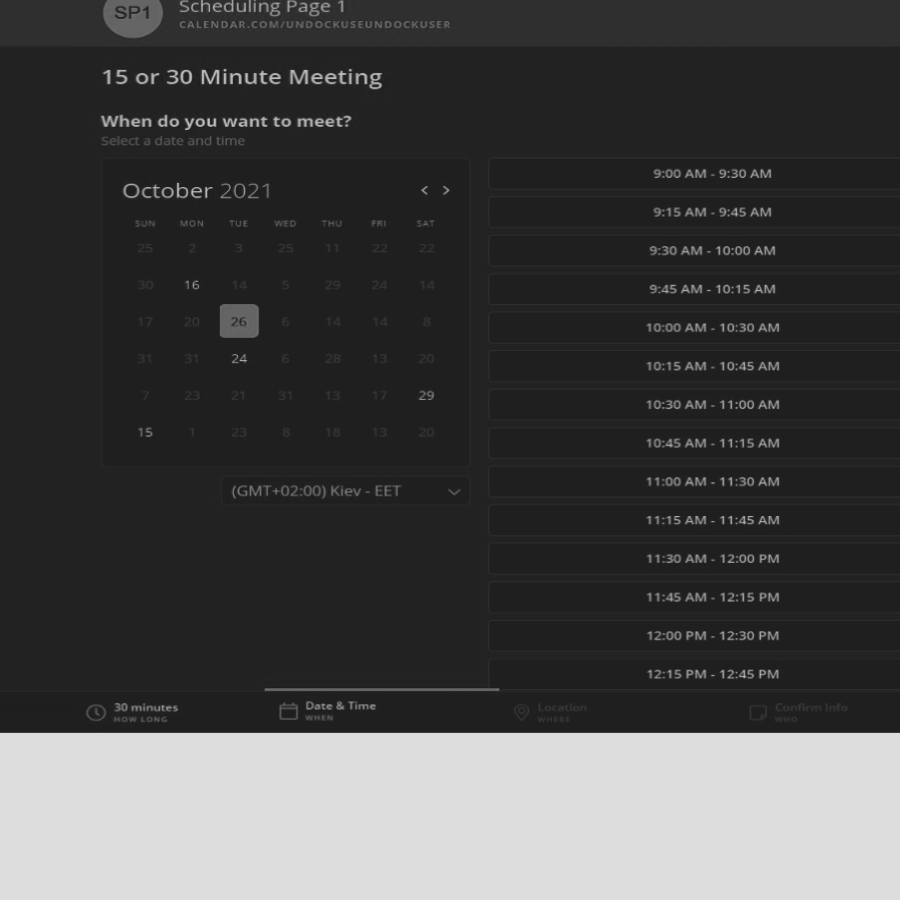 SP1
Scheduling Page 1
CALENDAR.COM/UNDOCKUSEUNDOCKUSER
15 or 30 Minute Meeting
When do you want to meet?
Select a date and time
October 2021 < >
SUN MON TUE WED THU FRI SAT
25 2 3 25 11 22 22
30 16 14 5 29 24 14
17 20 26 6 14 14 8
31 31 24 6 28 13 20
7 23 21 31 13 17 29
15 1 23 8 18 13 20
(GMT+02:00) Kiev - EET
9:00 AM - 9:30 AM
9:15 AM - 9:45 AM
9:30 AM - 10:00 AM
9:45 AM - 10:15 AM
10:00 AM - 10:30 AM
10:15 AM - 10:45 AM
10:30 AM - 11:00 AM
10:45 AM - 11:15 AM
11:00 AM - 11:30 AM
11:15 AM - 11:45 AM
11:30 AM - 12:00 PM
11:45 AM - 12:15 PM
12:00 PM - 12:30 PM
12:15 PM - 12:45 PM
30 minutes
HOW LONG
Date & Time
WHEN
Location
WHERE
Confirm Info
WHO